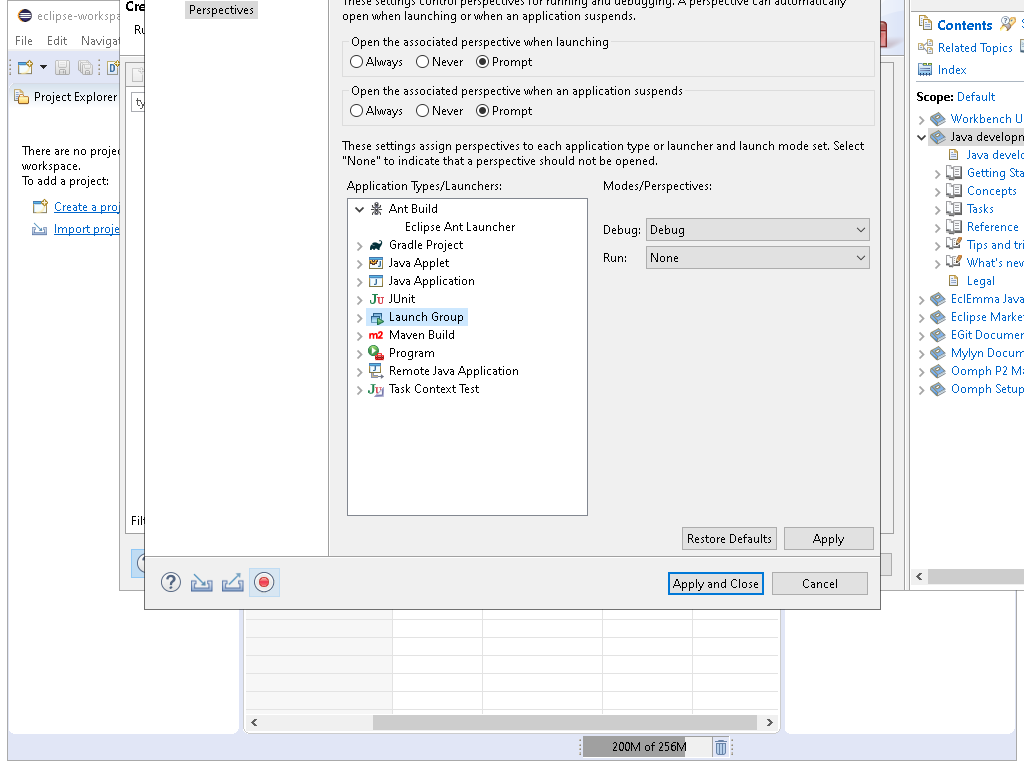 eclipse-workspa
Cre
Perspectives
These settings control perspectives for running and debugging. A perspective can automatically
open when launching or when an application suspends.
File Edit Navigat
Ru
Open the associated perspective when launching
Always Never Prompt
Open the associated perspective when an application suspends
Always Never Prompt
These settings assign perspectives to each application type or launcher and launch mode set. Select
"None" to indicate that a perspective should not be opened.
Application Types/Launchers:
Modes/Perspectives:
Ant Build
Eclipse Ant Launcher
Gradle Project
Java Applet
Java Application
JUnit
Launch Group
Maven Build
Program
Remote Java Application
Task Context Test
Debug: Debug
Run: None
Restore Defaults
Apply
Apply and Close
Cancel
Project Explorer
ty
There are no projec
workspace.
To add a project:
Create a proj
Import proje
Filt
Contents
Related Topics
Index
Scope: Default
Workbench U
Java developm
Java develo
Getting Sta
Concepts
Tasks
Reference
Tips and tri
What's new
Legal
EclEmma Java
Eclipse Marke
EGit Documen
Mylyn Docum
Oomph P2 Ma
Oomph Setup
200M of 256M